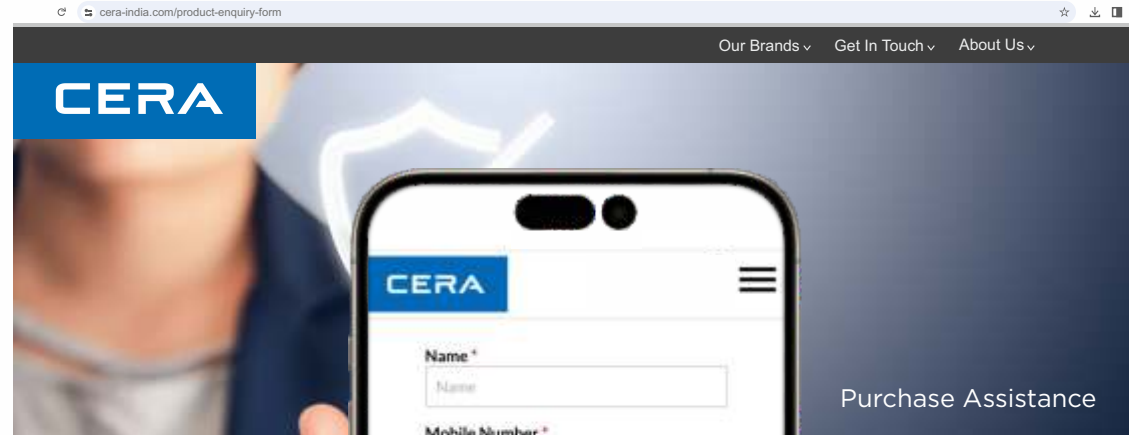 cera-india.com/product-enquiry-form
Our Brands Get In Touch About Us
CERA
CERA
Name *
Name
Mobile Number *
Purchase Assistance